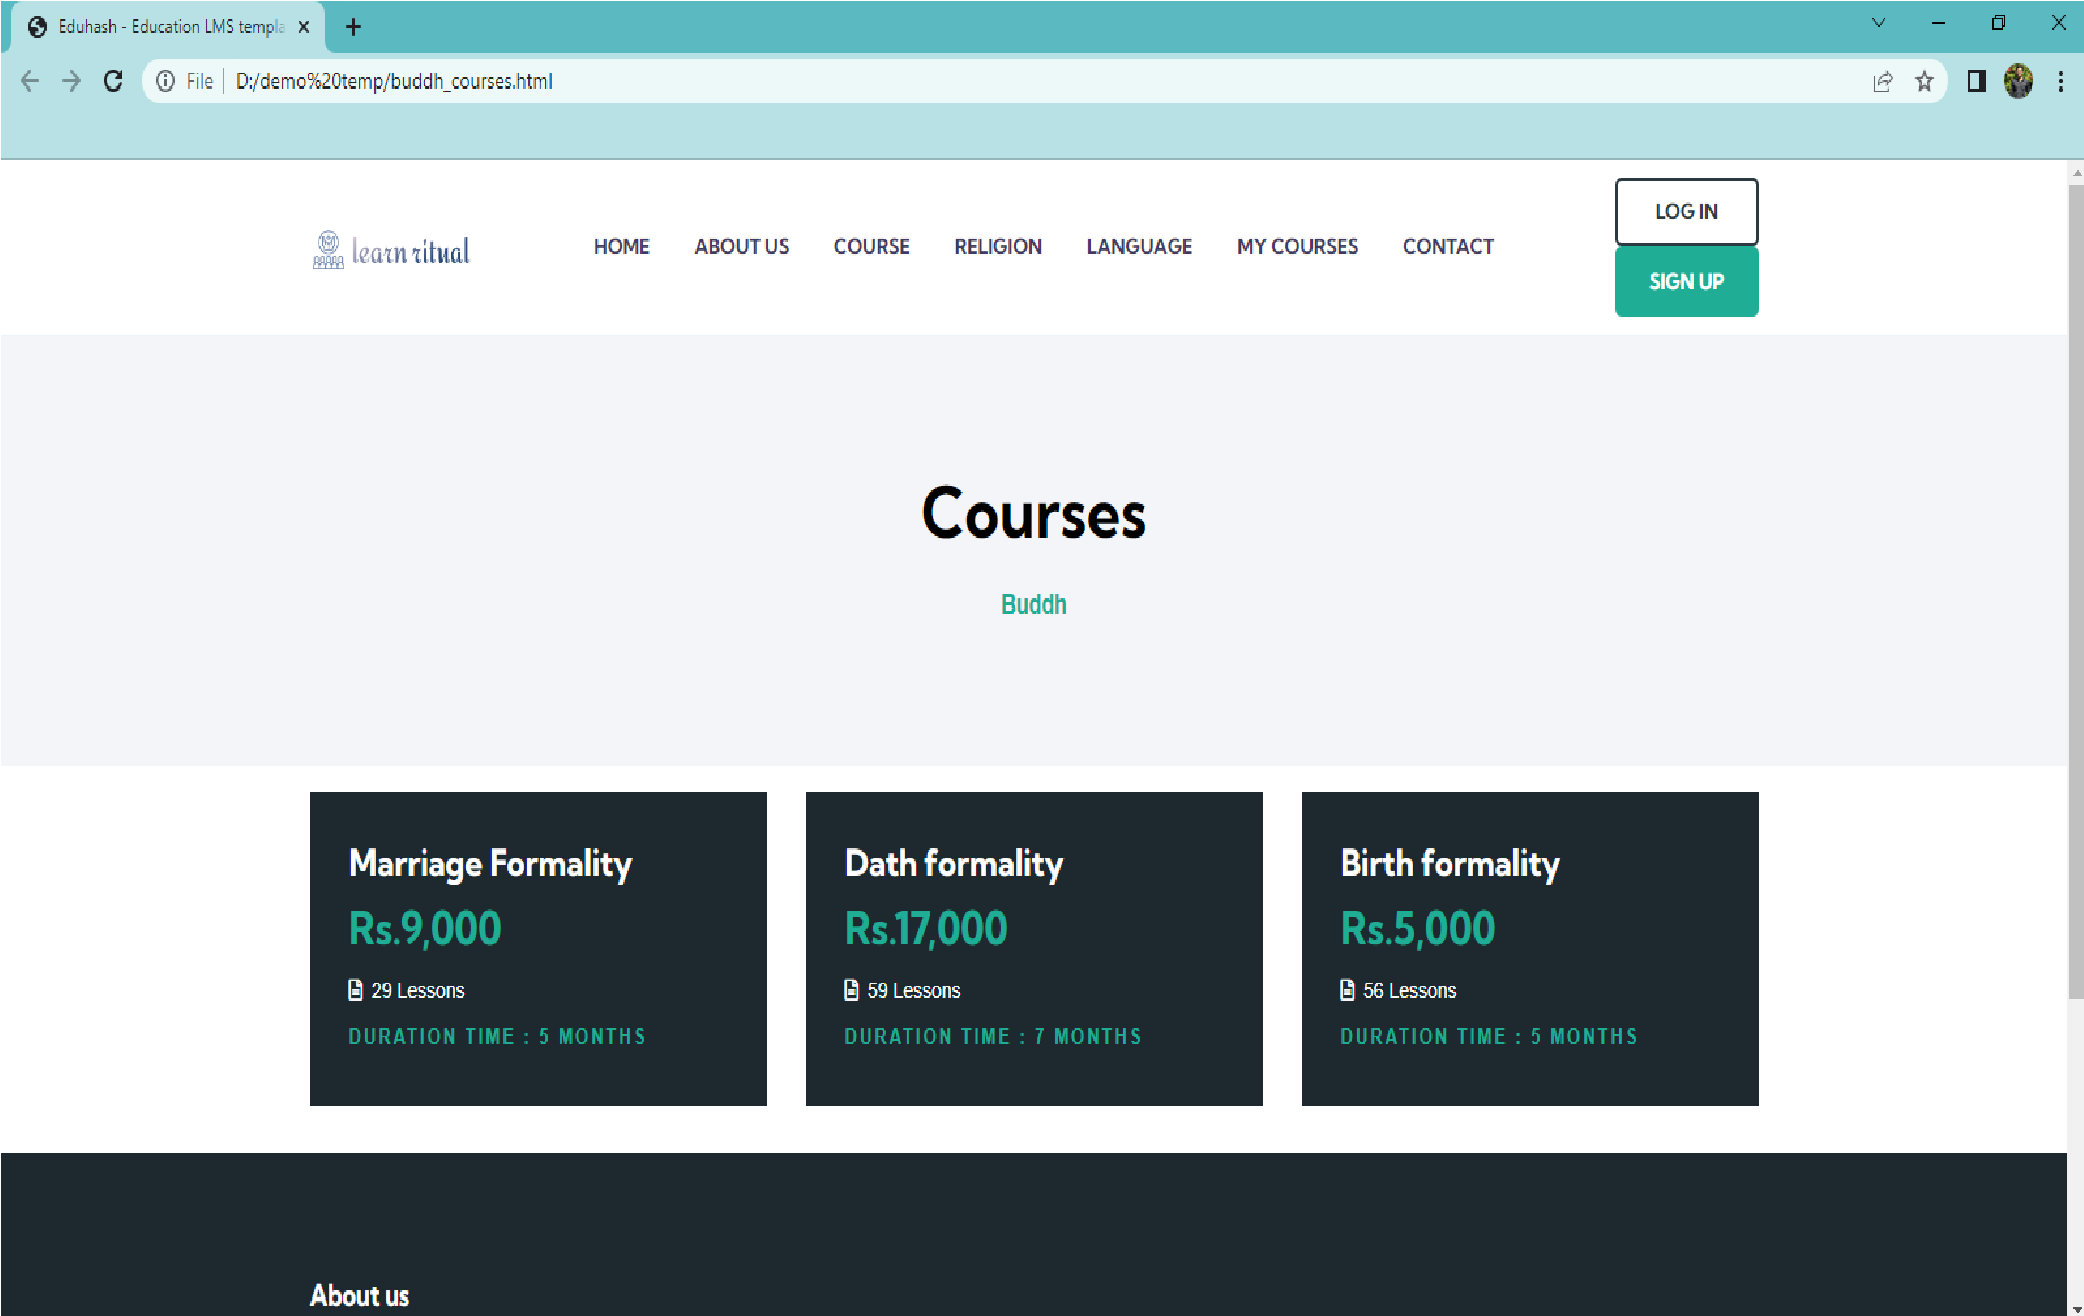 Eduhash - Education LMS templa
File D:/demo%20temp/buddh_courses.html
learn ritual
HOME ABOUT US COURSE RELIGION LANGUAGE MY COURSES CONTACT
LOG IN
SIGN UP
Courses
Buddh
Marriage Formality
Rs.9,000
29 Lessons
DURATION TIME : 5 MONTHS
Dath formality
Rs.17,000
59 Lessons
DURATION TIME : 7 MONTHS
Birth formality
Rs.5,000
56 Lessons
DURATION TIME : 5 MONTHS
About us